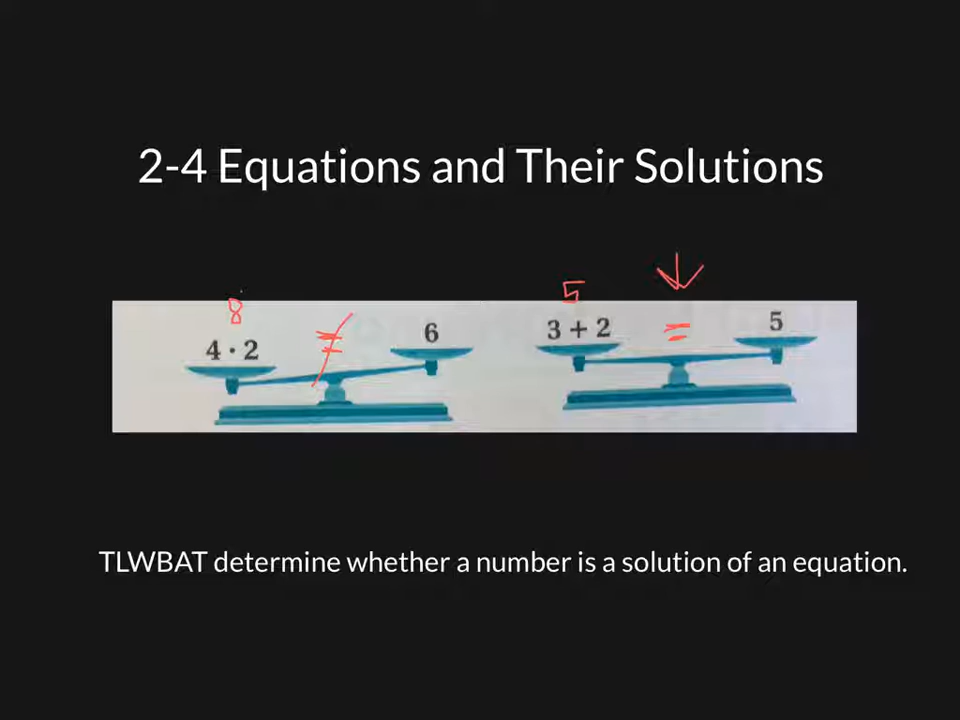 2-4 Equations and Their Solutions
8
4 · 2 ≠ 6
5
3 + 2 = 5
TLWBAT determine whether a number is a solution of an equation.